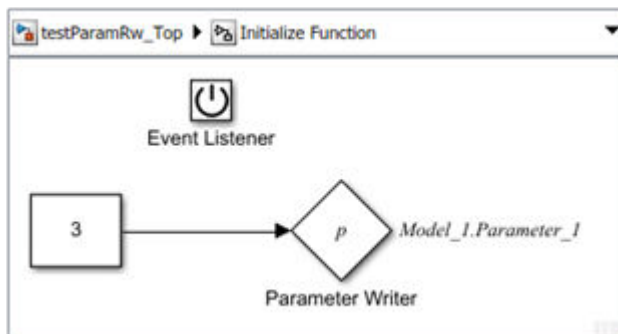 testParamRw_Top Initialize Function
Event Listener
3
p
Model_1.Parameter_1
Parameter Writer